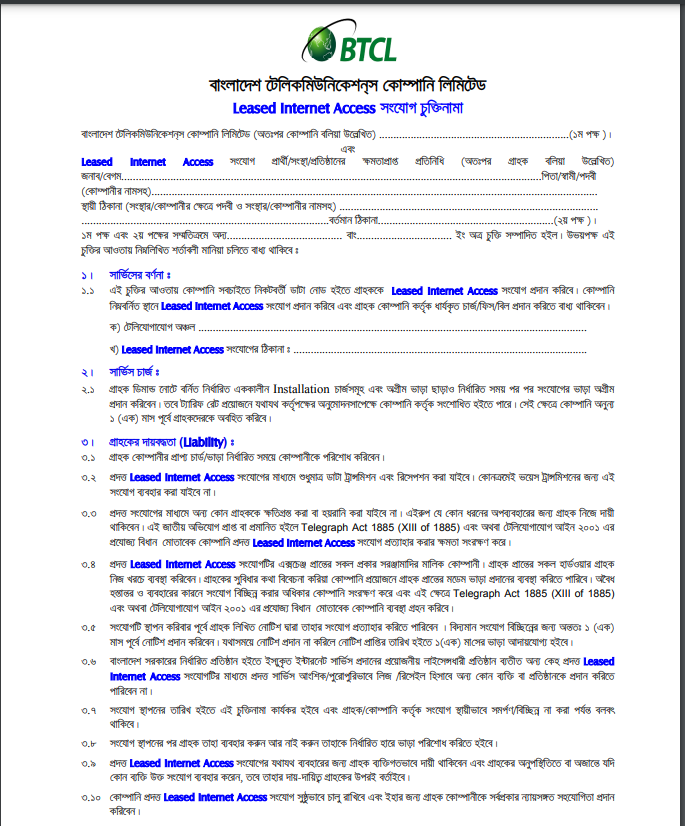 BTCL
বাংলাদেশ টেলিকমিউনিকেশন্স কোম্পানি লিমিটেড
Leased Internet Access সংযোগ চুক্তিনামা
বাংলাদেশ টেলিকমিউনিকেশন্স কোম্পানি লিমিটেড (অতঃপর কোম্পানি বলিয়া উল্লেখিত) ........................................................(১ম পক্ষ )।
এবং
Leased Internet Access সংযোগ প্রার্থী/সংস্থা/প্রতিষ্ঠানের ক্ষমতাপ্রাপ্ত প্রতিনিধি (অতঃপর গ্রাহক বলিয়া উল্লেখিত)
জনাব/বেগম........................................................পিতা/স্বামী/পদবী
(কোম্পানীর নামসহ)........................................................
স্থায়ী ঠিকানা (সংস্থার/কোম্পানীর ক্ষেত্রে পদবী ও সংস্থার/কোম্পানীর নামসহ) ........................................................
........................................................বর্তমান ঠিকানা........................................................(২য় পক্ষ )।
১ম পক্ষ এবং ২য় পক্ষের সম্মতিক্রমে অদ্য............................ বাং............................ ইং অত্র চুক্তি সম্পাদিত হইল। উভয়পক্ষ এই
চুক্তির আওতায় নিম্নলিখিত শর্তাবলী মানিয়া চলিতে বাধ্য থাকিবেন ঃ
১। সার্ভিসের বর্ণনা ঃ
১.১ এই চুক্তির আওতায় কোম্পানি সবচাইতে নিকটবর্তী ডাটা নোড হইতে গ্রাহককে Leased Internet Access সংযোগ প্রদান করিবে। কোম্পানি
নিম্নবর্নিত স্থানে Leased Internet Access সংযোগ প্রদান করিবে এবং গ্রাহক কোম্পানি কর্তৃক ধার্যকৃত চার্জ/ফিস/বিল প্রদান করিতে বাধ্য থাকিবেন।
ক) টেলিযোগাযোগ অঞ্চল ........................................................
খ) Leased Internet Access সংযোগের ঠিকানা ঃ ........................................................
২। সার্ভিস চার্জ ঃ
২.১ গ্রাহক ডিমান্ড নোটে বর্নিত নির্ধারিত এককালীন Installation চার্জসমূহ এবং অগ্রীম ভাড়া ছাড়াও নির্ধারিত সময় পর পর সংযোগের ভাড়া অগ্রীম
প্রদান করিবেন। তবে ট্যারিফ রেট প্রয়োজনে যথাযথ কর্তৃপক্ষের অনুমোদনসাপেক্ষে কোম্পানি কর্তৃক সংশোধিত হইতে পারে। সেই ক্ষেত্রে কোম্পানি অন্যুন
১ (এক) মাস পূর্বে গ্রাহকদেরকে অবহিত করিবে।
৩। গ্রাহকের দায়বদ্ধতা (Liability) ঃ
৩.১ গ্রাহক কোম্পানীর প্রাপ্য চার্জ/ভাড়া নির্ধারিত সময়ে কোম্পানীকে পরিশোধ করিবেন।
৩.২ প্রদত্ত Leased Internet Access সংযোগের মাধ্যমে শুধুমাত্র ডাটা ট্রান্সমিশন এবং রিসেপশন করা যাইবে। কোনক্রমেই ভয়েস ট্রান্সমিশনের জন্য এই
সংযোগ ব্যবহার করা যাইবে না।
৩.৩ প্রদত্ত সংযোগের মাধ্যমে অন্য কোন গ্রাহককে ক্ষতিগ্রস্ত করা বা হয়রানি করা যাইবে না। এইরুপ যে কোন ধরনের অপব্যবহারের জন্য গ্রাহক নিজে দায়ী
থাকিবেন। এই জাতীয় অভিযোগ প্রাপ্ত বা প্রমানিত হইলে Telegraph Act 1885 (XIII of 1885) এবং অথবা টেলিযোগাযোগ আইন ২০০১ এর
প্রযোজ্য বিধান মোতাবেক কোম্পানি প্রদত্ত Leased Internet Access সংযোগ প্রত্যাহার করার ক্ষমতা সংরক্ষণ করে।
৩.৪ প্রদত্ত Leased Internet Access সংযোগটির এক্সচেঞ্জ প্রান্তের সকল প্রকার সরঞ্জামাদির মালিক কোম্পানী। গ্রাহক প্রান্তের সকল হার্ডওয়ার গ্রাহক
নিজ খরচে ব্যবস্থা করিবেন। গ্রাহকের সুবিধার কথা বিবেচনা করিয়া কোম্পানি প্রয়োজনে গ্রাহক প্রান্তের মডেম ভাড়া প্রদানের ব্যবস্থা করিতে পারিবে। অবৈধ
হস্তান্তর ও ব্যবহারের কারনে সংযোগ বিচ্ছিন্ন করার অধিকার কোম্পানি সংরক্ষণ করে এবং এই ক্ষেত্রে Telegraph Act 1885 (XIII of 1885)
এবং অথবা টেলিযোগাযোগ আইন ২০০১ এর প্রযোজ্য বিধান মোতাবেক কোম্পানি ব্যবস্থা গ্রহন করিবে।
৩.৫ সংযোগটি স্থাপন করিবার পূর্বে গ্রাহক লিখিত নোটিশ দ্বারা তাহার সংযোগ প্রত্যাহার করিতে পারিবেন । বিদ্যমান সংযোগ বিচ্ছিন্নের জন্য অন্ততঃ ১ (এক)
মাস পূর্বে নোটিশ প্রদান করিবেন। যথাসময়ে নোটিশ প্রদান না করিলে নোটিশ প্রাপ্তির তারিখ হইতে ১(এক) মাসের ভাড়া আদায়যোগ্য হইবে।
৩.৬ বাংলাদেশ সরকারের নির্ধারিত প্রতিষ্ঠান হইতে ইস্যুকৃত ইন্টারনেট সার্ভিস প্রদানের প্রয়োজনীয় লাইসেন্সধারী প্রতিষ্ঠান ব্যতীত অন্য কেহ প্রদত্ত Leased
Internet Access সংযোগটির মাধ্যমে প্রদত্ত সার্ভিস আংশিক/পুরোপুরিভাবে লিজ /রিসেইল হিসাবে অন্য কোন ব্যক্তি বা প্রতিষ্ঠানকে প্রদান করিতে
পারিবেন না।
৩.৭ সংযোগ স্থাপনের তারিখ হইতে এই চুক্তিনামা কার্যকর হইবে এবং গ্রাহক/কোম্পানি কর্তৃক সংযোগ স্থায়ীভাবে সমর্পণ/বিচ্ছিন্ন না করা পর্যন্ত বলবৎ
থাকিবে।
৩.৮ সংযোগ স্থাপনের পর গ্রাহক তাহা ব্যবহার করুন আর নাই করুন তাহাকে নির্ধারিত হারে ভাড়া পরিশোধ করিতে হইবে।
৩.৯ প্রদত্ত Leased Internet Access সংযোগের যথাযথ ব্যবহারের জন্য গ্রাহক ব্যক্তিগতভাবে দায়ী থাকিবেন এবং গ্রাহকের অনুপস্থিতিতে বা অজান্তে যদি
কোন ব্যক্তি উক্ত সংযোগ ব্যবহার করেন, তবে তাহার দায়-দায়িত্ব গ্রাহকের উপরই বর্তাইবে।
৩.১০ কোম্পানি প্রদত্ত Leased Internet Access সংযোগ সুষ্ঠুভাবে চালু রাখিবে এবং ইহার জন্য গ্রাহক কোম্পানীকে সর্বপ্রকার ন্যায়সঙ্গত সহযোগিতা প্রদান
করিবেন।